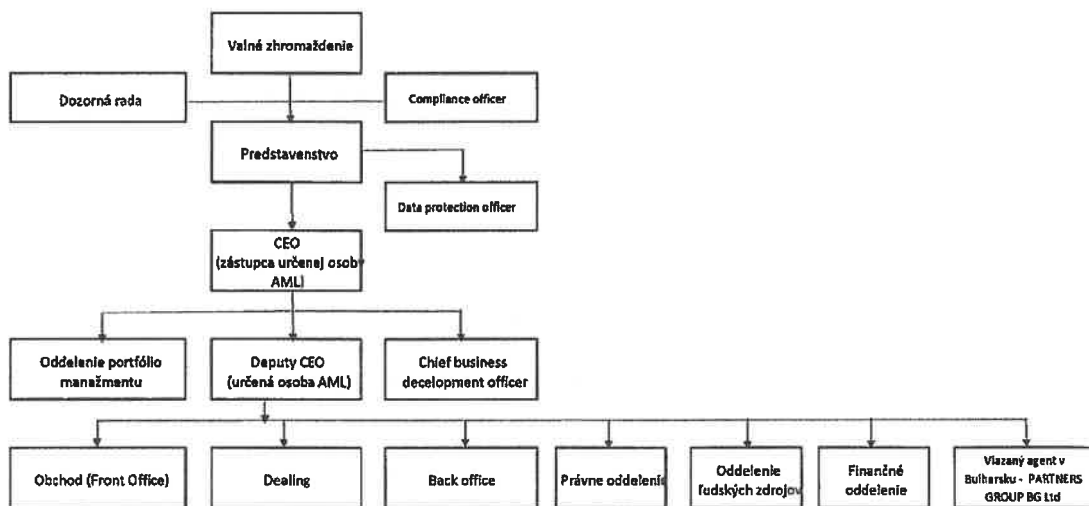 Valné zhromaždenie
Dozorná rada
Compliance officer
Predstavenstvo
Data protection officer
CEO
(zástupca určenej osoby
AML)
Oddelenie portfólio
manažmentu
Deputy CEO
(určená osoba AML)
Chief business
decelopment officer
Obchod (Front Office)
Dealing
Back office
Právne oddelenie
Oddelenie
ľudských zdrojov
Finančné
oddelenie
Viazaný agent v
Bulharsku - PARTNERS
GROUP BG Ltd